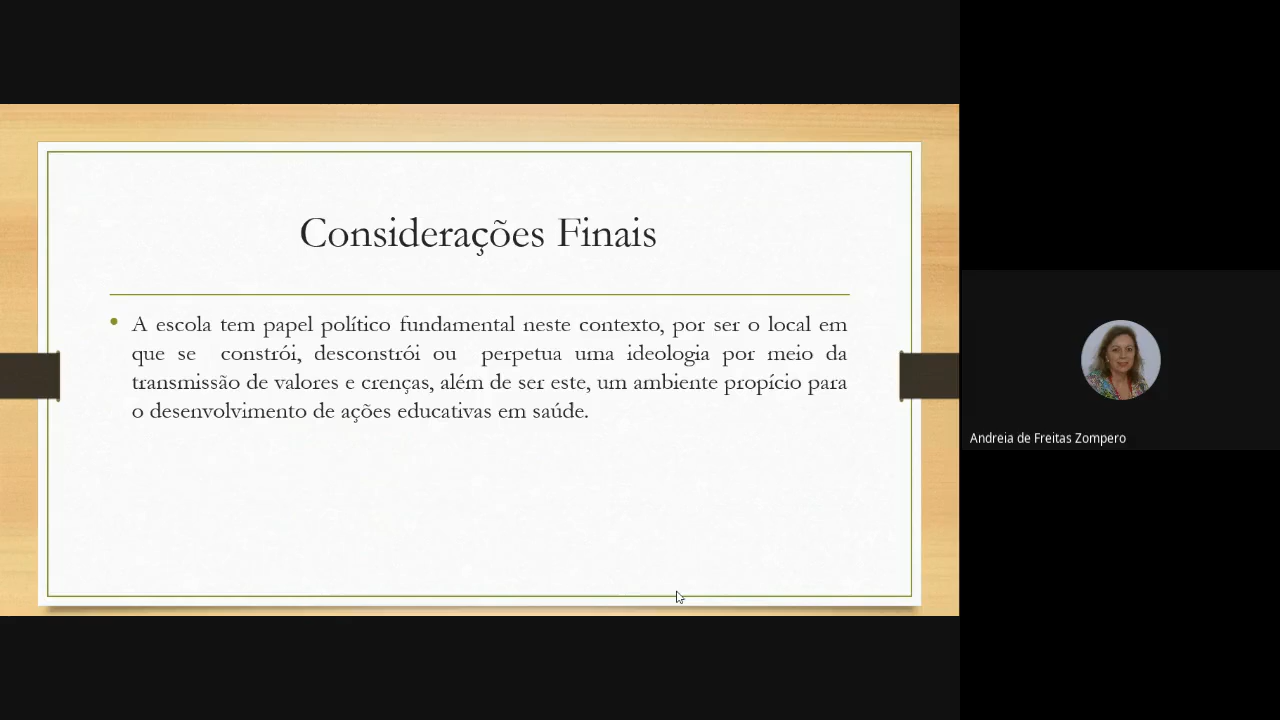 Considerações Finais
• A escola tem papel político fundamental neste contexto, por ser o local em
que se constrói, desconstrói ou perpetua uma ideologia por meio da
transmissão de valores e crenças, além de ser este, um ambiente propício para
o desenvolvimento de ações educativas em saúde.
Andreia de Freitas Zompero